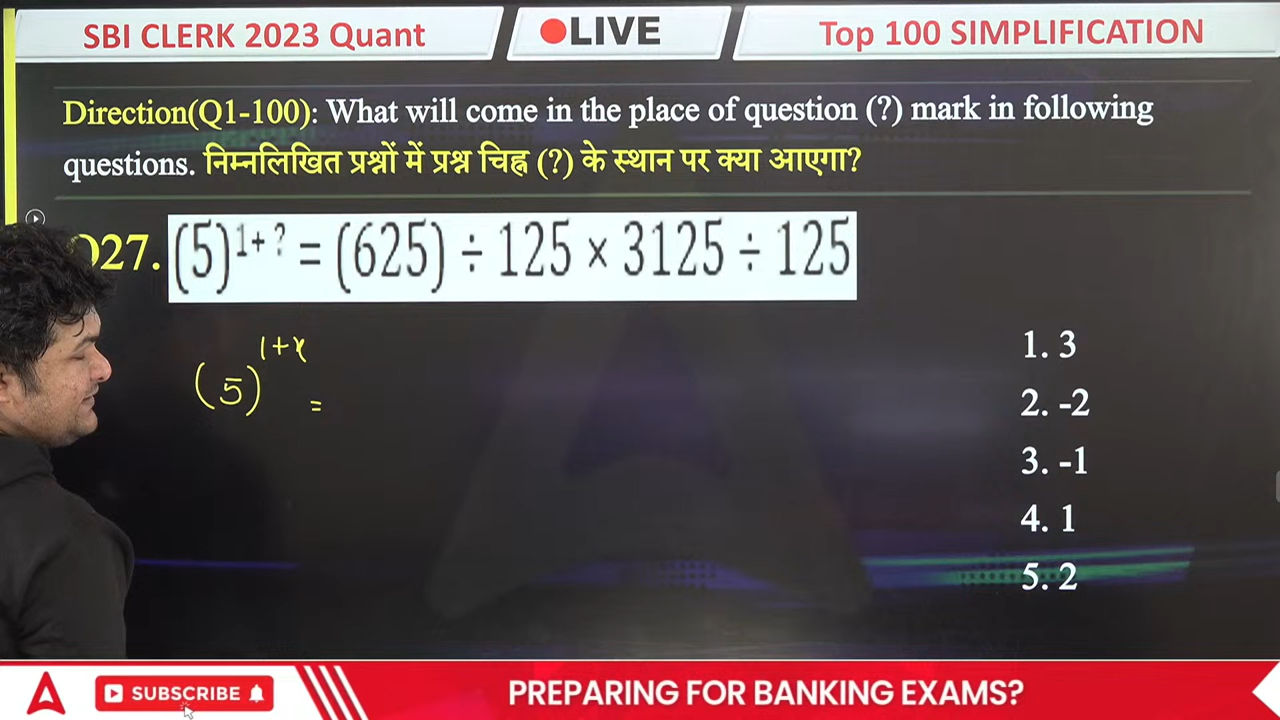 SBI CLERK 2023 Quant
LIVE
Top 100 SIMPLIFICATION
Direction(Q1-100): What will come in the place of question (?) mark in following
questions. निम्नलिखित प्रश्नों में प्रश्न चिह्न (?) के स्थान पर क्या आएगा?
Q27. (5)^1+? = (625) ÷ 125 × 3125 ÷ 125
(5)^1+x =
1. 3
2. -2
3. -1
4. 1
5. 2
SUBSCRIBE
PREPARING FOR BANKING EXAMS?